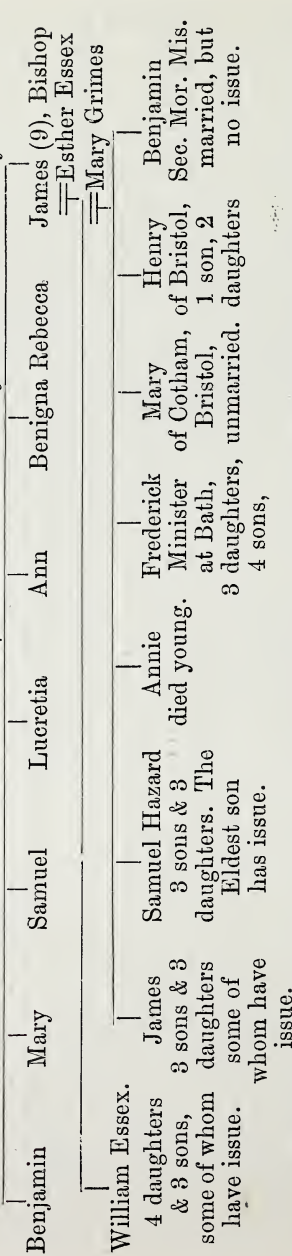 Benjamin Mary Samuel Lucretia Ann Benigna Rebecca James (9), Bishop
Esther Essex
Mary Grimes
William Essex.
4 daughters
& 3 sons,
some of whom
have issue.
James
3 sons & 3
daughters
some of
whom have
issue.
Samuel Hazard
3 sons & 3
daughters. The
Eldest son
has issue.
Annie
died young.
Frederick
Minister
at Bath,
3 daughters,
4 sons,
Mary
of Cotham,
Bristol,
unmarried.
Henry
of Bristol,
1 son, 2
daughters
Benjamin
Sec. Mor. Mis.
married, but
no issue.